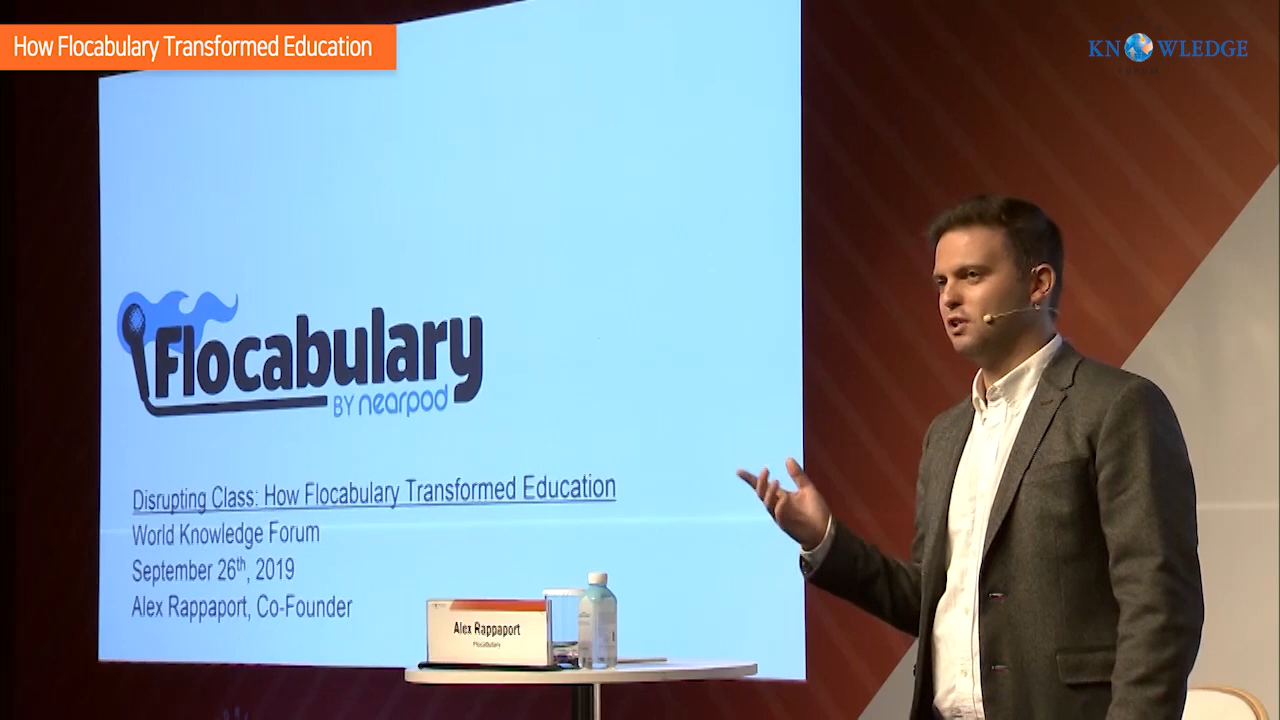 How Flocabulary Transformed Education
KNOWLEDGE
FORUM
Flocabulary
BY nearpod
Disrupting Class: How Flocabulary Transformed Education
World Knowledge Forum
September 26th, 2019
Alex Rappaport, Co-Founder
Alex Rappaport
Flocabulary